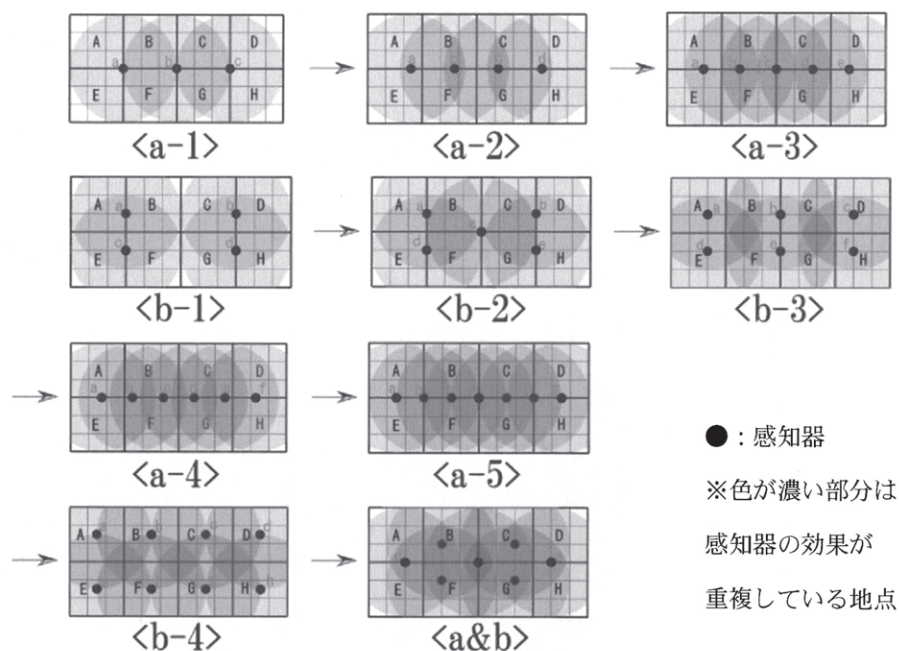 A B C D
a b c
E F G H
<a-1>
A B C D
a d
E F G H
<a-2>
A B C D
a e
E F G H
<a-3>
A B C D
a b
c d
E F G H
<b-1>
A B C D
a b
d e
E F G H
<b-2>
A B C D
a b c
d e f
E F G H
<b-3>
A B C D
a f
E F G H
<a-4>
A B C D
a
E F G H
<a-5>
A B C D
E F G H
<b-4>
A B C D
E F G H
<a&b>
●：感知器
※色が濃い部分は
感知器の効果が
重複している地点